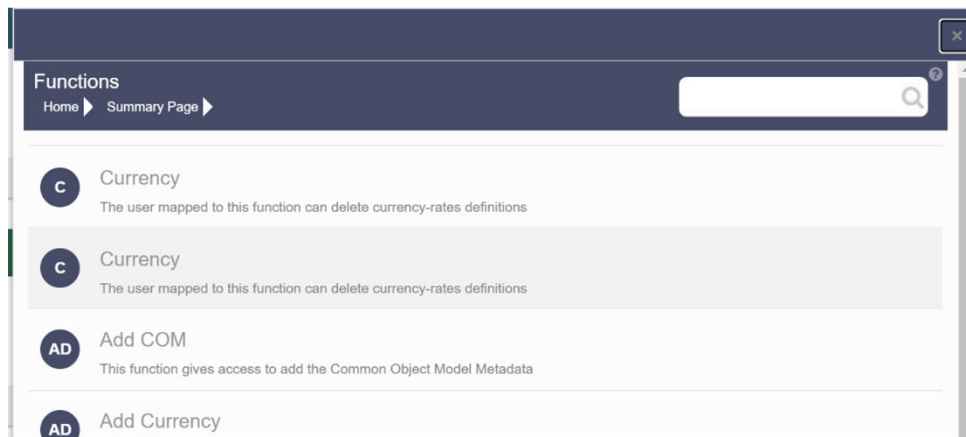 ×
Functions
?
Home Summary Page
C
Currency
The user mapped to this function can delete currency-rates definitions
C
Currency
The user mapped to this function can delete currency-rates definitions
AD
Add COM
This function gives access to add the Common Object Model Metadata
AD
Add Currency